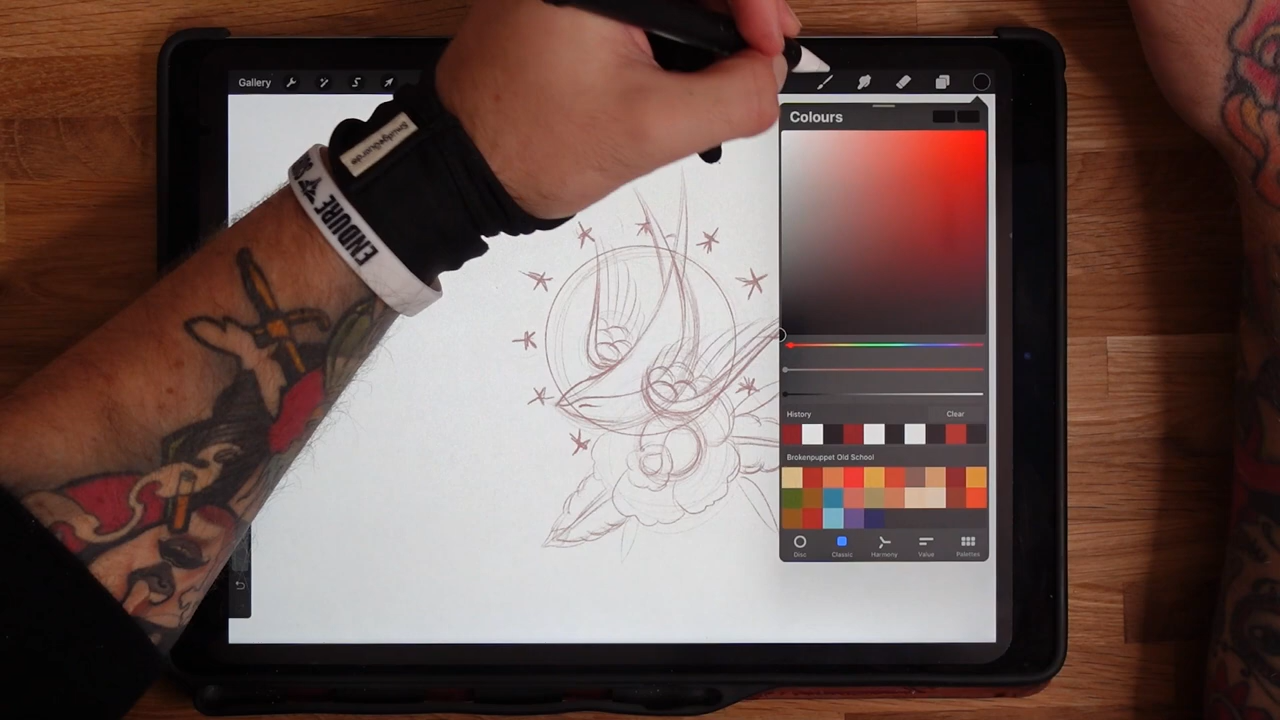 Gallery
Colours
ENDURE
History
Clear
Brokenpuppet Old School
Disc
Classic
Harmony
Value
Palettes